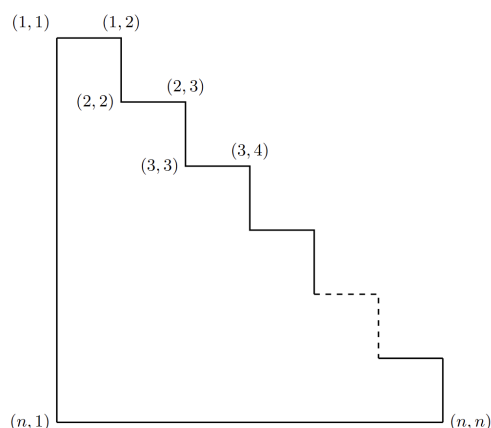 (1, 1) (1, 2)
(2, 3)
(2, 2)
(3, 4)
(3, 3)
(n, 1) (n, n)